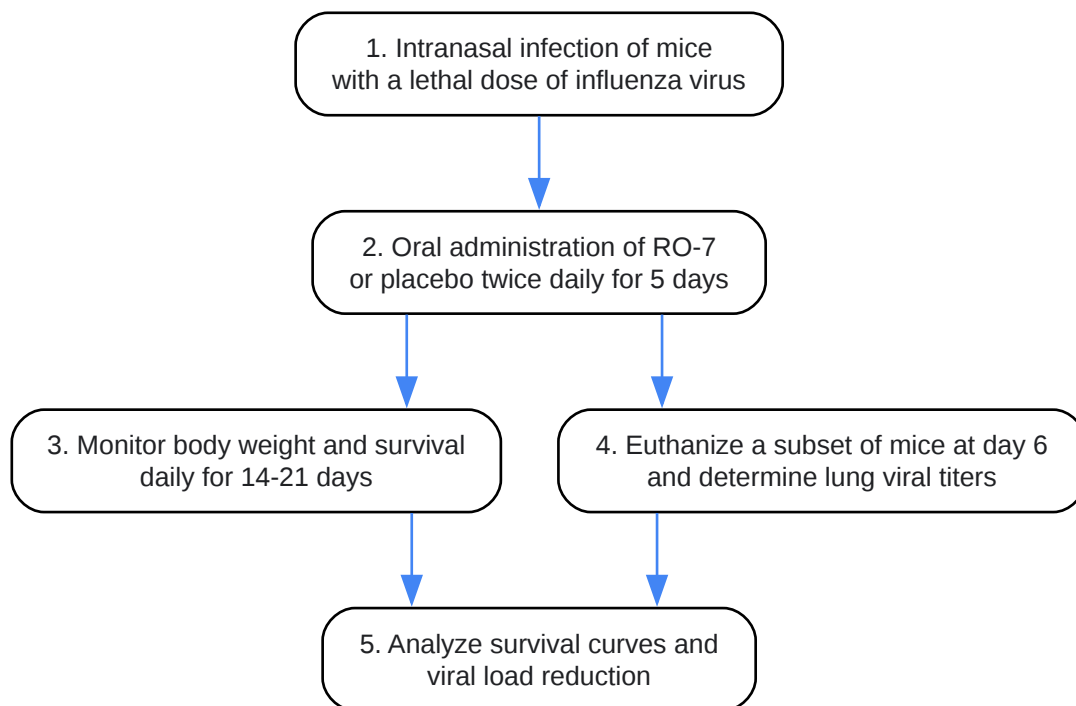 1. Intranasal infection of mice
with a lethal dose of influenza virus
2. Oral administration of RO-7
or placebo twice daily for 5 days
3. Monitor body weight and survival
daily for 14-21 days
4. Euthanize a subset of mice at day 6
and determine lung viral titers
5. Analyze survival curves and
viral load reduction